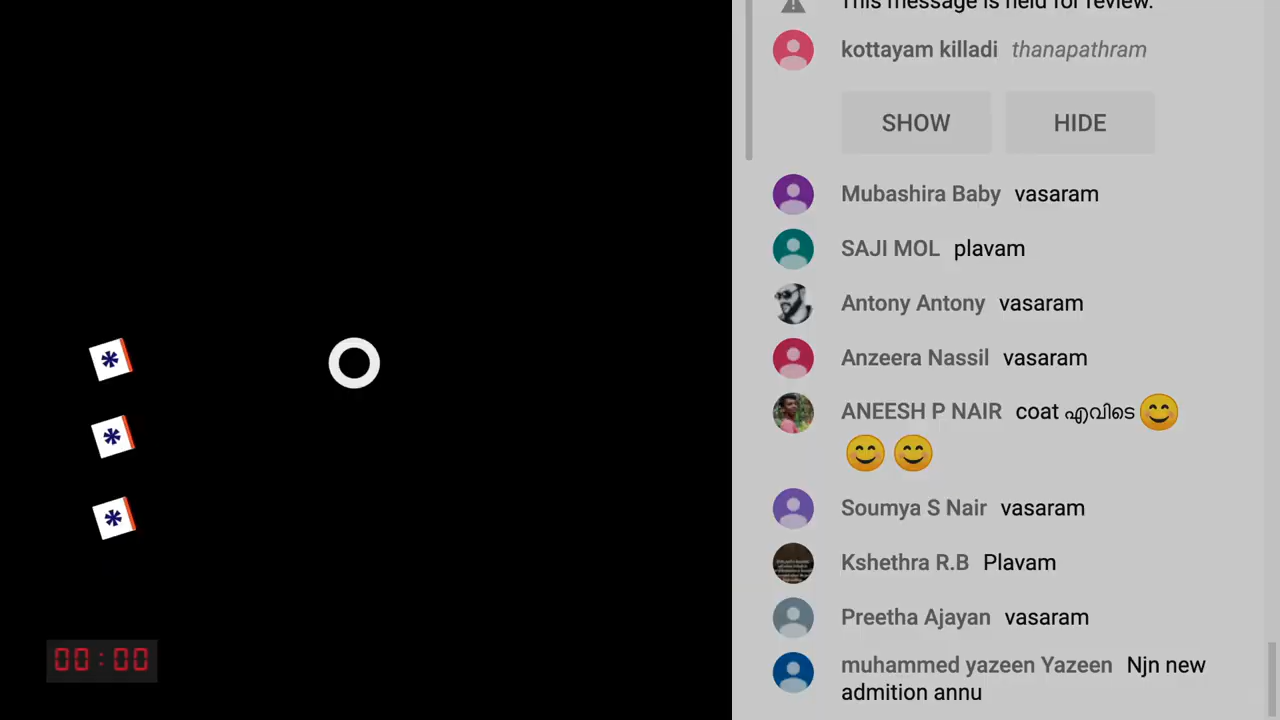 This message is held for review.
kottayam killadi thanapathram
SHOW HIDE
Mubashira Baby vasaram
SAJI MOL plavam
Antony Antony vasaram
Anzeera Nassil vasaram
ANEESH P NAIR coat എവിടെ😊
😊😊
Soumya S Nair vasaram
Kshethra R.B Plavam
Preetha Ajayan vasaram
muhammed yazeen Yazeen Njn new
admition annu
*
*
*
00:00